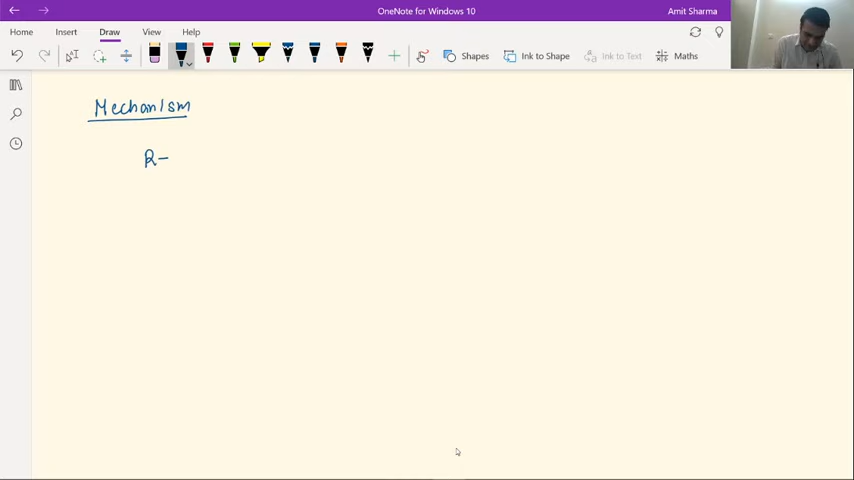 OneNote for Windows 10
Amit Sharma
Home Insert Draw View Help
Shapes Ink to Shape Ink to Text Maths
Mechanism
R-